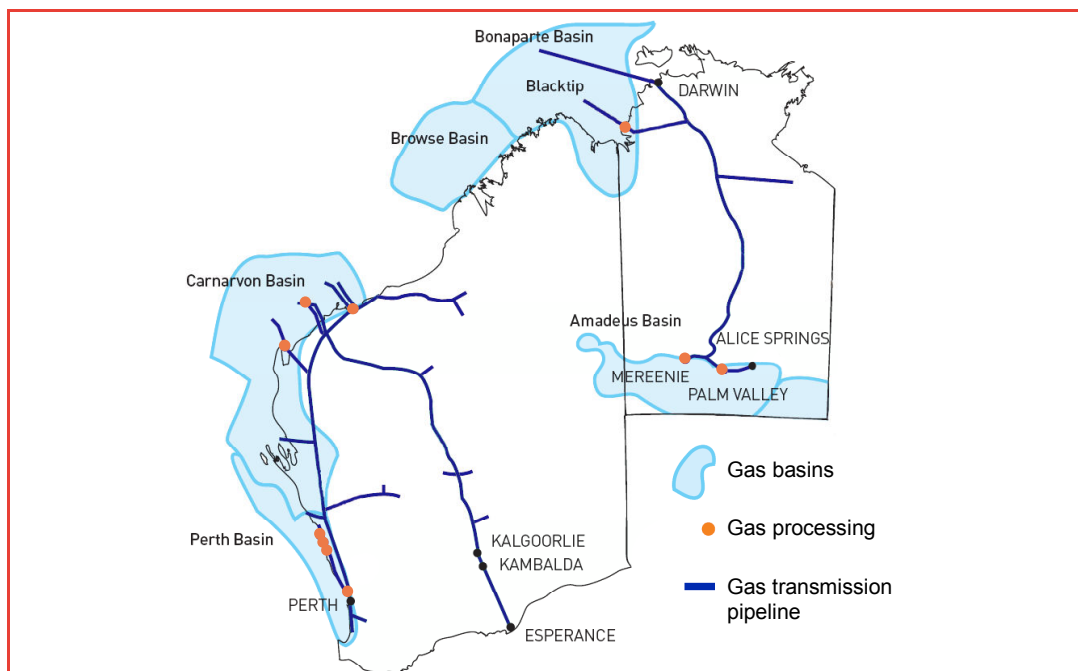 Bonaparte Basin
Blacktip
DARWIN
Browse Basin
Carnarvon Basin
Amadeus Basin
ALICE SPRINGS
MEREENIE
PALM VALLEY
Gas basins
Gas processing
Perth Basin
KALGOORLIE
KAMBALDA
Gas transmission
pipeline
PERTH
ESPERANCE